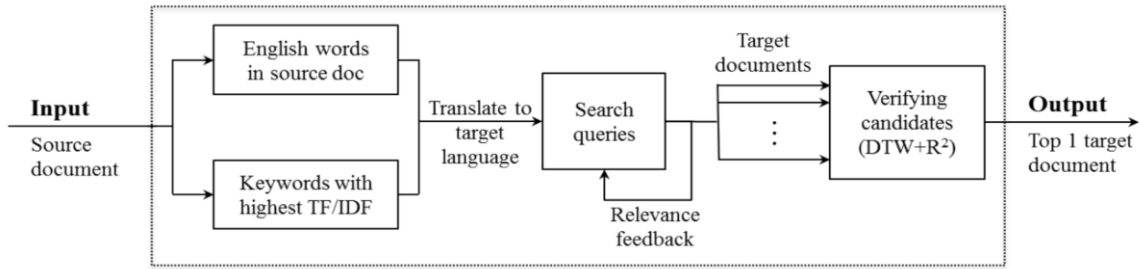 Input
Source
document
English words
in source doc
Keywords with
highest TF/IDF
Translate to
target
language
Search
queries
Relevance
feedback
Target
documents
Verifying
candidates
(DTW+R²)
Output
Top 1 target
document